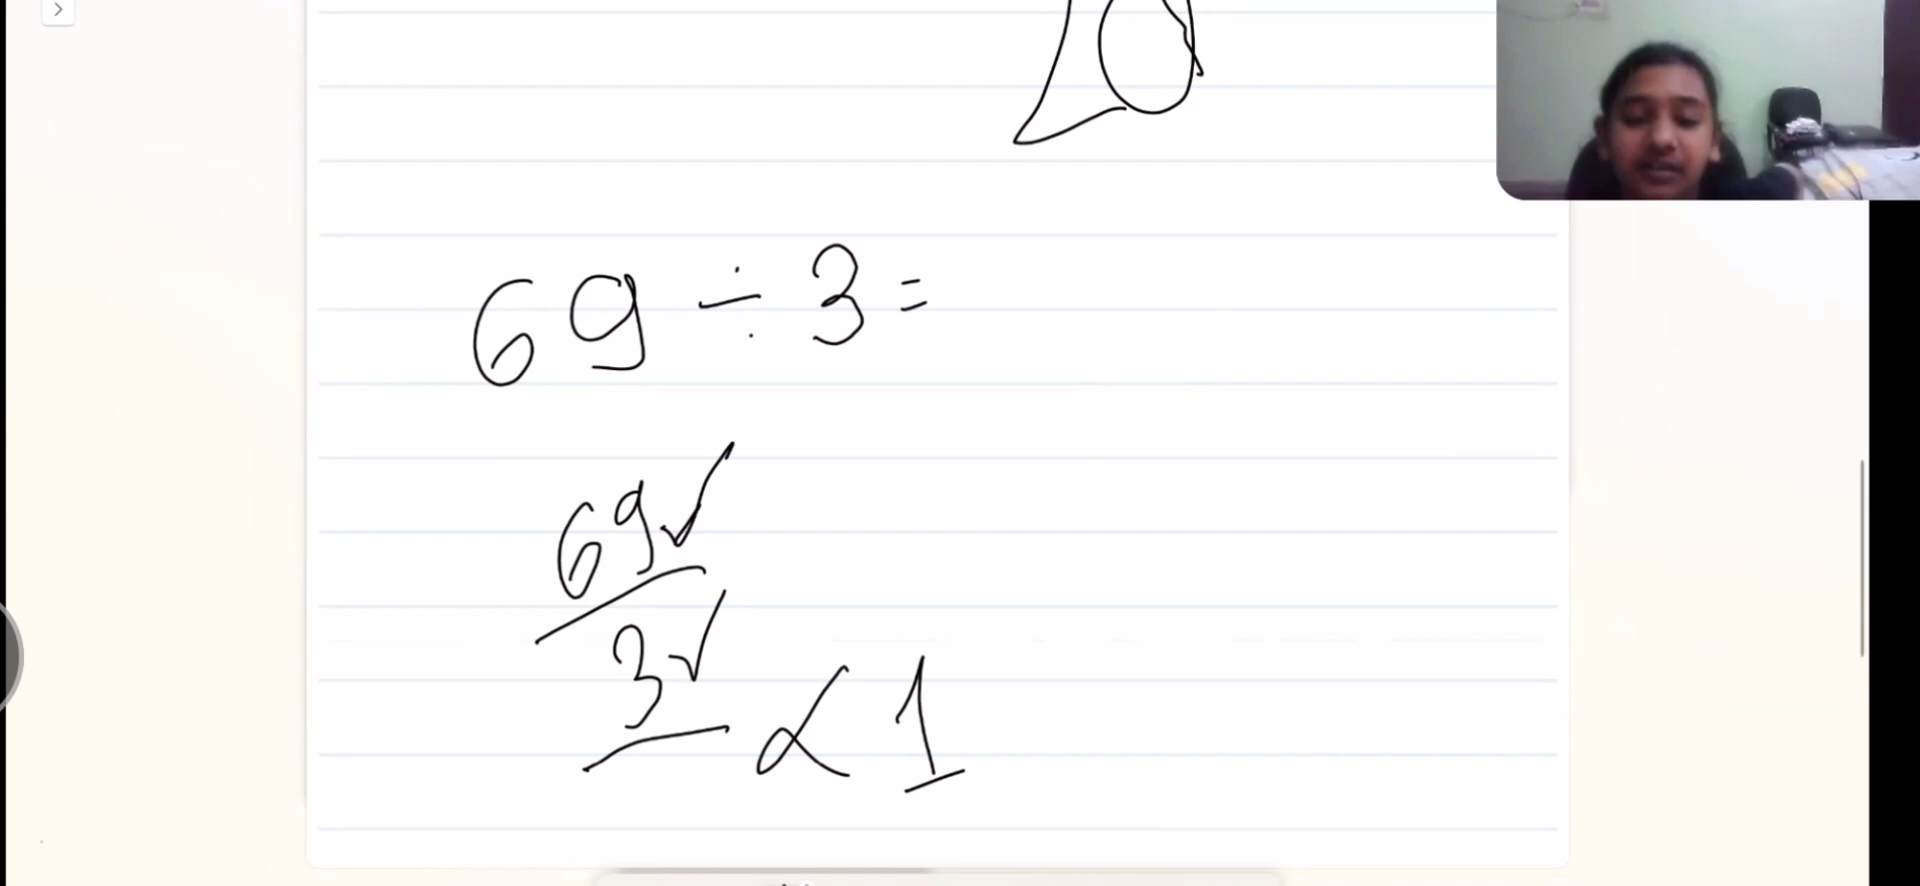 69 ÷ 3 =
69✓
3✓
∝ 1